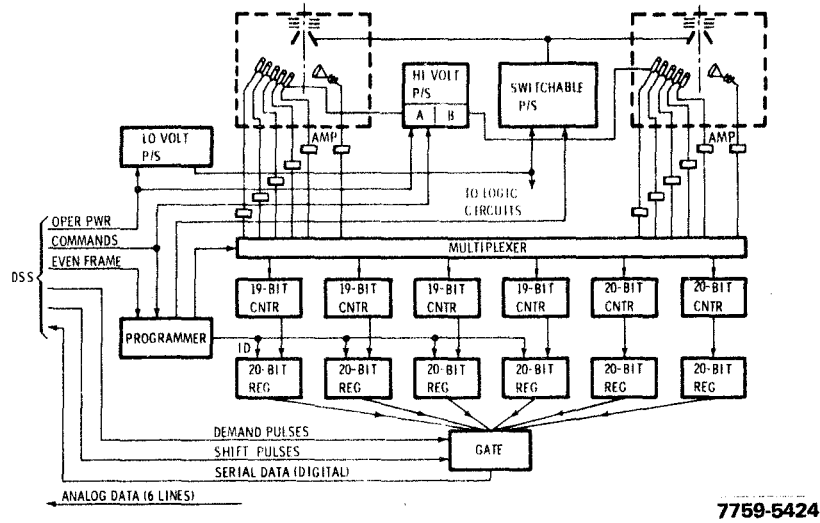 HI VOLT
P/S
A B
SWITCHABLE
P/S
LO VOLT
P/S
AMP
AMP
TO LOGIC
CIRCUITS
OPER PWR
COMMANDS
EVEN FRAME
DSS
MULTIPLEXER
19-BIT
CNTR
19-BIT
CNTR
19-BIT
CNTR
19-BIT
CNTR
20-BIT
CNTR
20-BIT
CNTR
PROGRAMMER
ID
20-BIT
REG
20-BIT
REG
20-BIT
REG
20-BIT
REG
20-BIT
REG
20-BIT
REG
DEMAND PULSES
SHIFT PULSES
SERIAL DATA (DIGITAL)
GATE
ANALOG DATA (6 LINES)
7759-5424